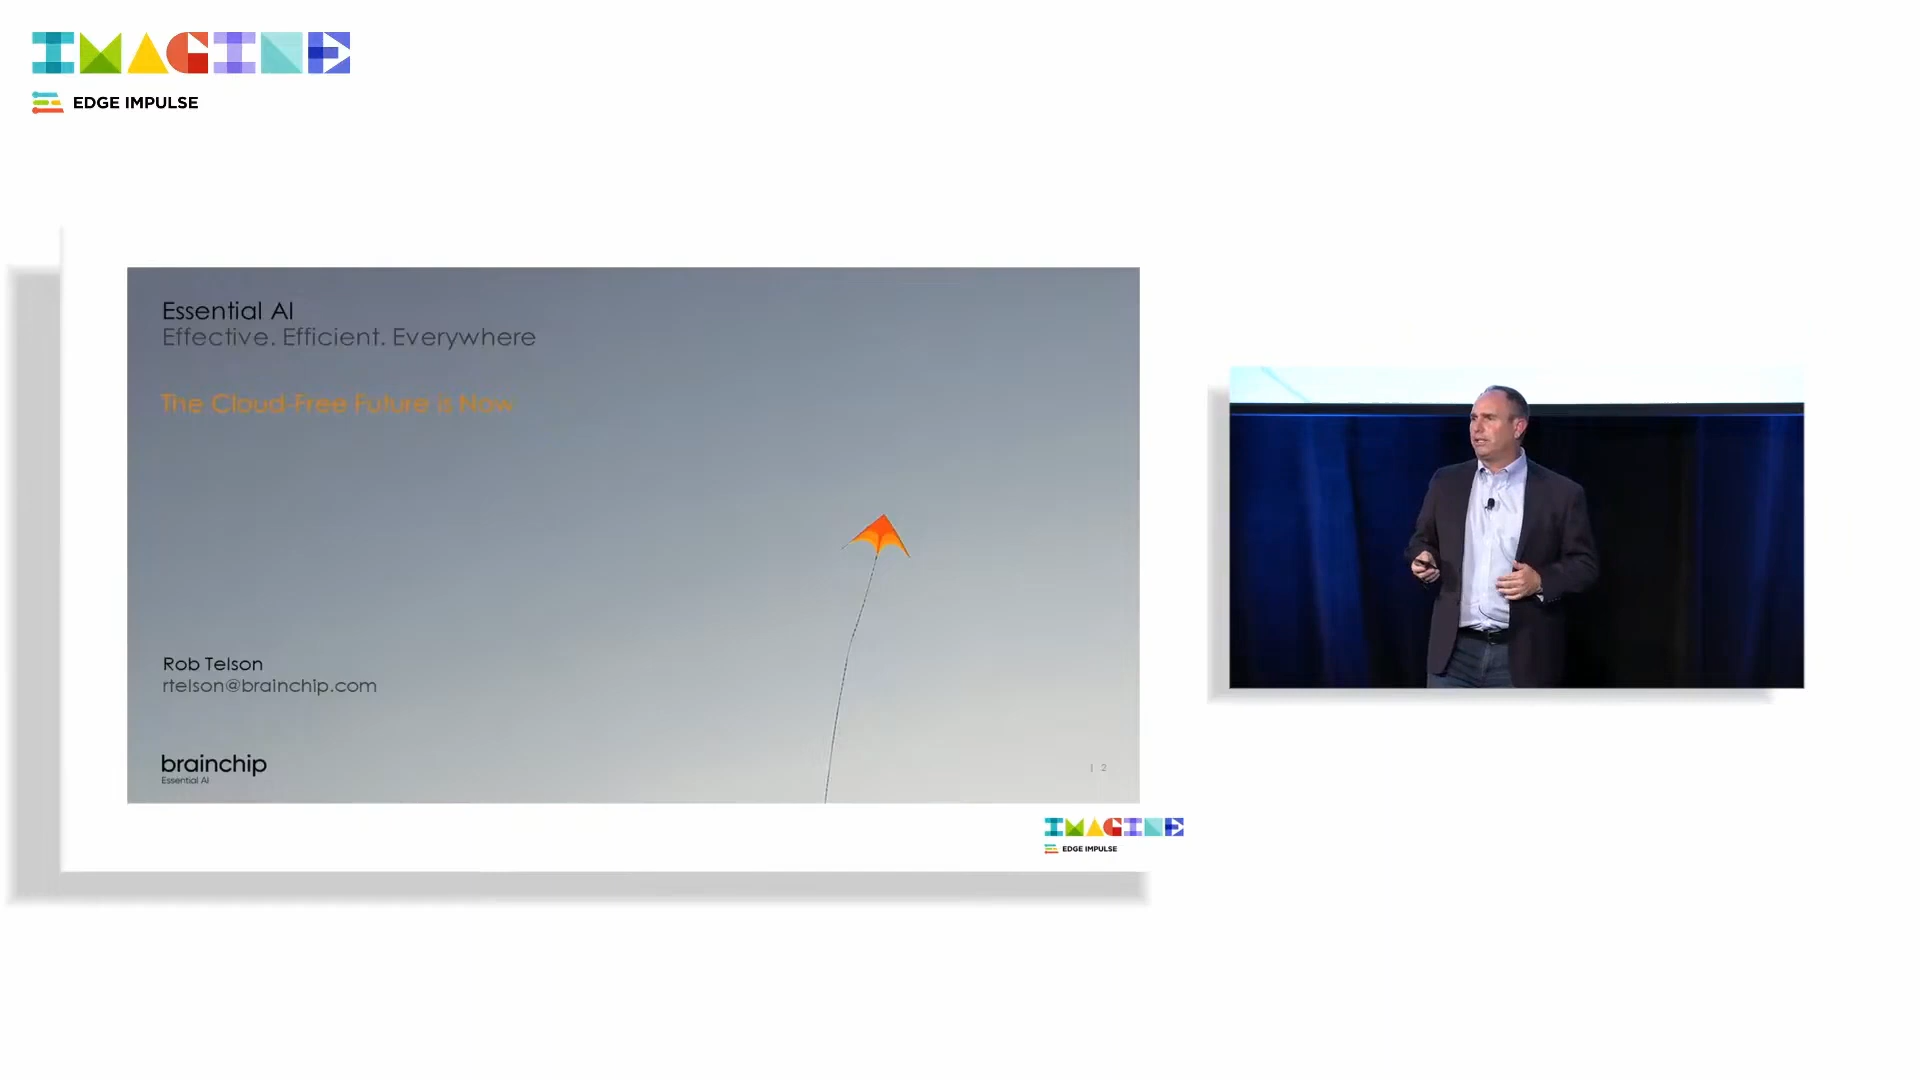 IMAGINE
EDGE IMPULSE
Essential AI
Effective. Efficient. Everywhere
The Cloud-Free Future is Now
Rob Telson
rtelson@brainchip.com
brainchip
Essential AI
| 2
IMAGINE
EDGE IMPULSE